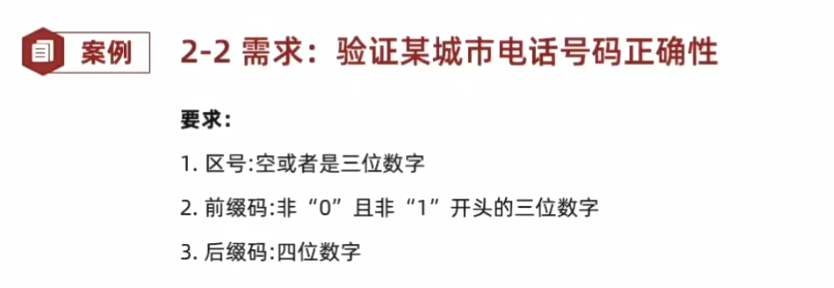 案例
2-2 需求：验证某城市电话号码正确性
要求：
1. 区号:空或者是三位数字
2. 前缀码:非“0”且非“1”开头的三位数字
3. 后缀码:四位数字